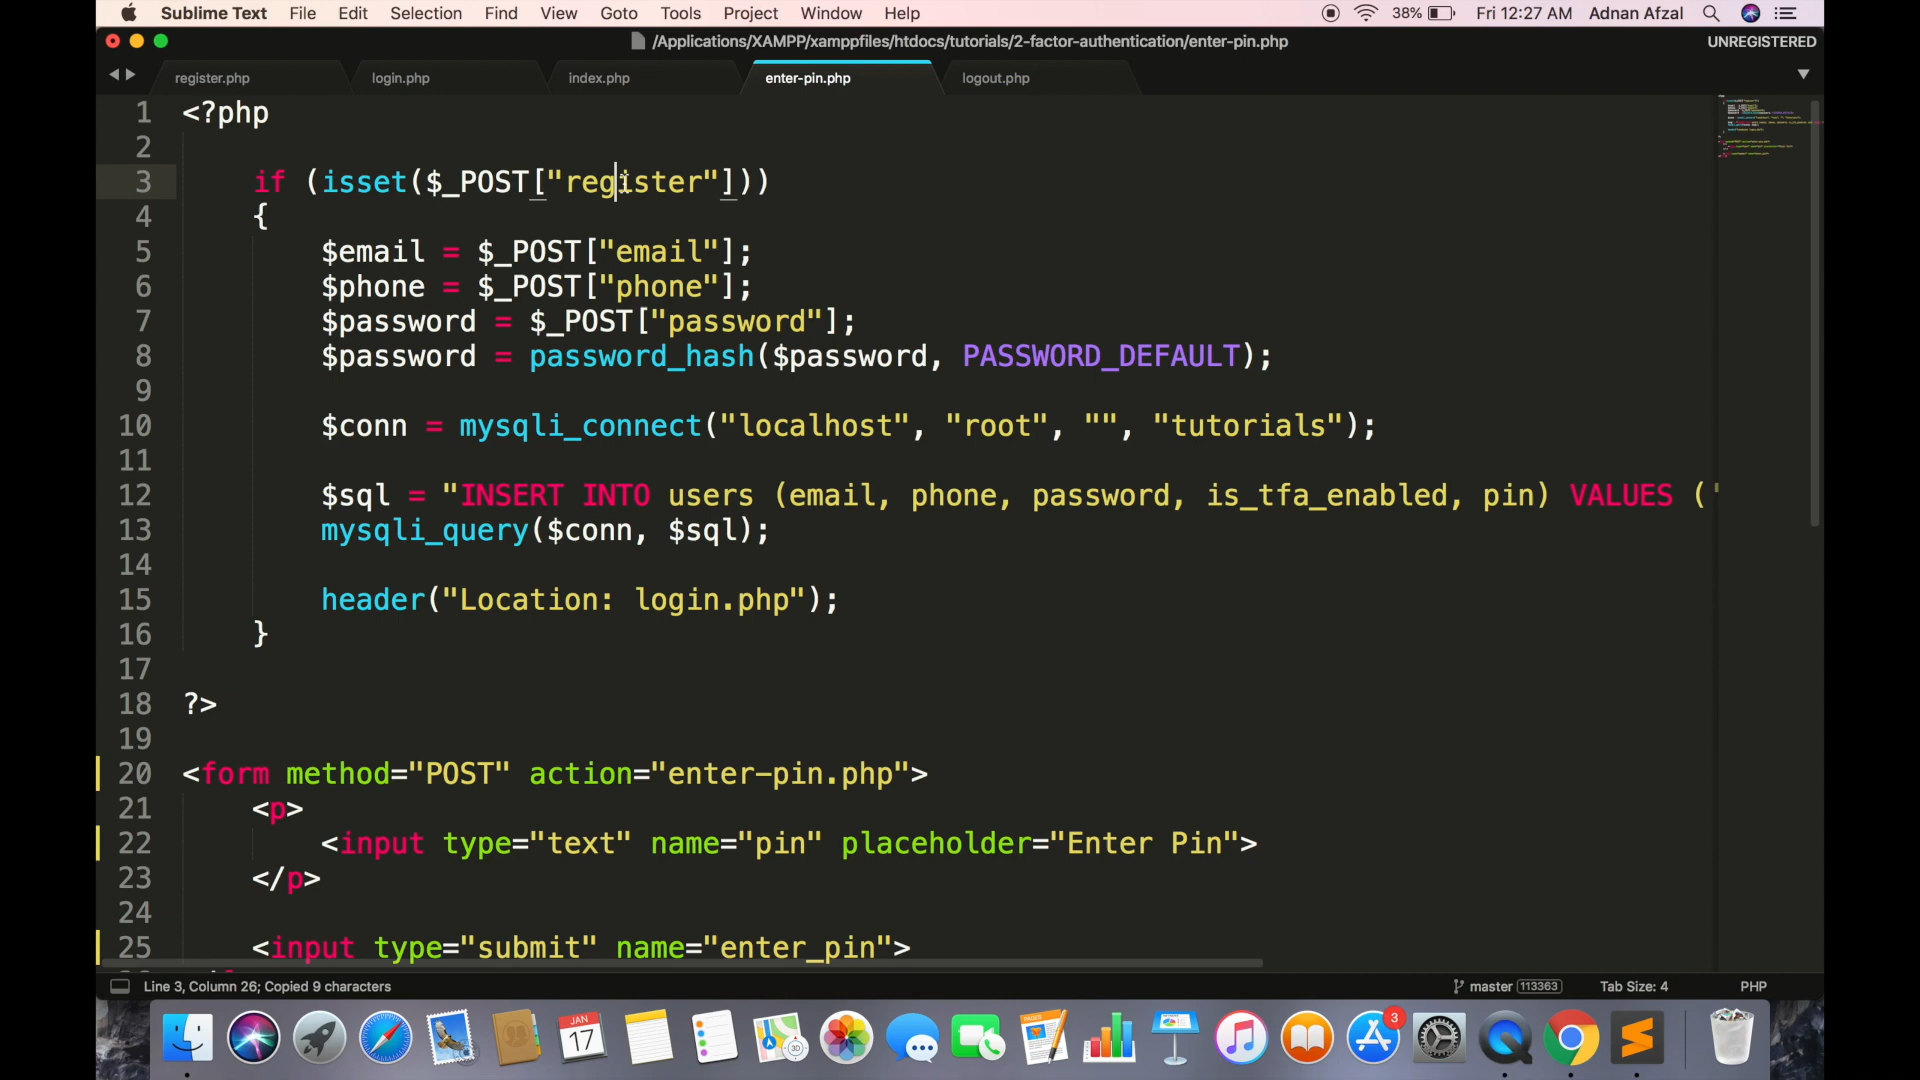 Sublime Text File Edit Selection Find View Goto Tools Project Window Help 38% Fri 12:27 AM Adnan Afzal
/Applications/XAMPP/xamppfiles/htdocs/tutorials/2-factor-authentication/enter-pin.php UNREGISTERED
register.php login.php index.php enter-pin.php logout.php
1 <?php
2
3 if (isset($_POST["register"]))
4 {
5 $email = $_POST["email"];
6 $phone = $_POST["phone"];
7 $password = $_POST["password"];
8 $password = password_hash($password, PASSWORD_DEFAULT);
9
10 $conn = mysqli_connect("localhost", "root", "", "tutorials");
11
12 $sql = "INSERT INTO users (email, phone, password, is_tfa_enabled, pin) VALUES ('
13 mysqli_query($conn, $sql);
14
15 header("Location: login.php");
16 }
17
18 ?>
19
20 <form method="POST" action="enter-pin.php">
21 <p>
22 <input type="text" name="pin" placeholder="Enter Pin">
23 </p>
24
25 <input type="submit" name="enter_pin">
Line 3, Column 26; Copied 9 characters master 113363 Tab Size: 4 PHP
JAN
17
3D
3